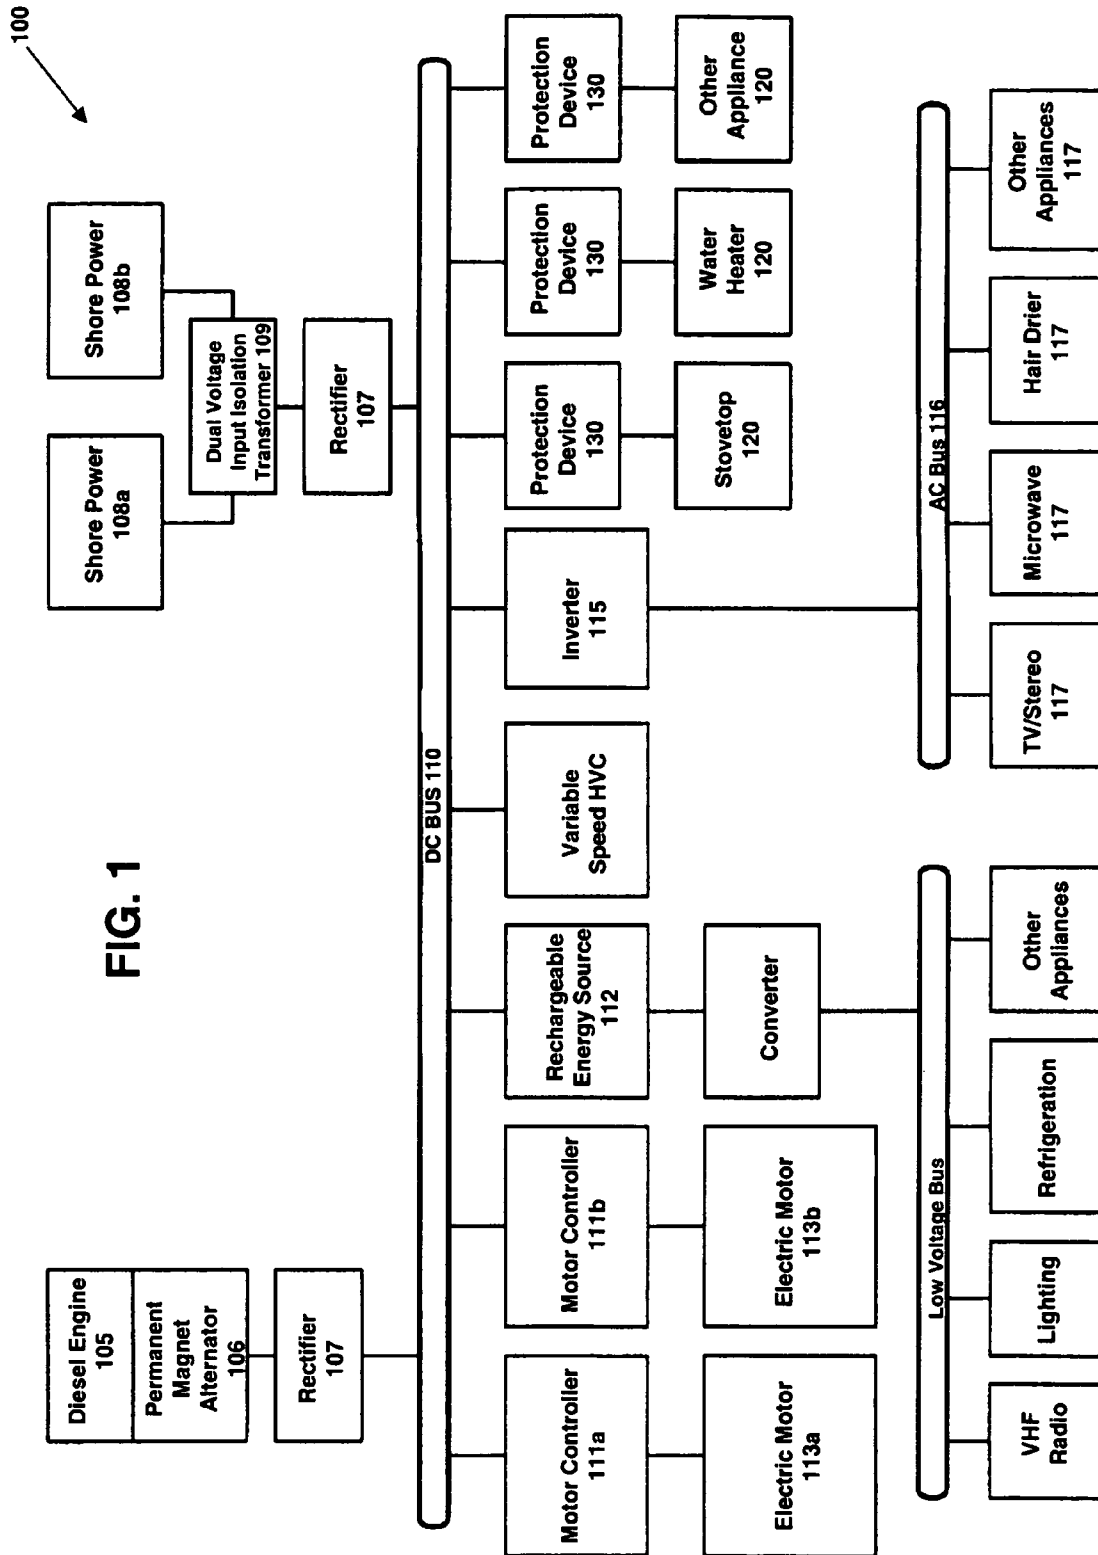 100
FIG. 1
Diesel Engine
105
Permanent
Magnet
Alternator
106
Rectifier
107
Shore Power
108a
Shore Power
108b
Dual Voltage
Input Isolation
Transformer 109
Rectifier
107
DC BUS 110
Motor Controller
111a
Motor Controller
111b
Rechargeable
Energy Source
112
Variable
Speed HVC
Inverter
115
Protection
Device
130
Protection
Device
130
Protection
Device
130
Electric Motor
113a
Electric Motor
113b
Converter
Stovetop
120
Water
Heater
120
Other
Appliance
120
Low Voltage Bus
AC Bus 116
VHF
Radio
Lighting
Refrigeration
Other
Appliances
TV/Stereo
117
Microwave
117
Hair Drier
117
Other
Appliances
117